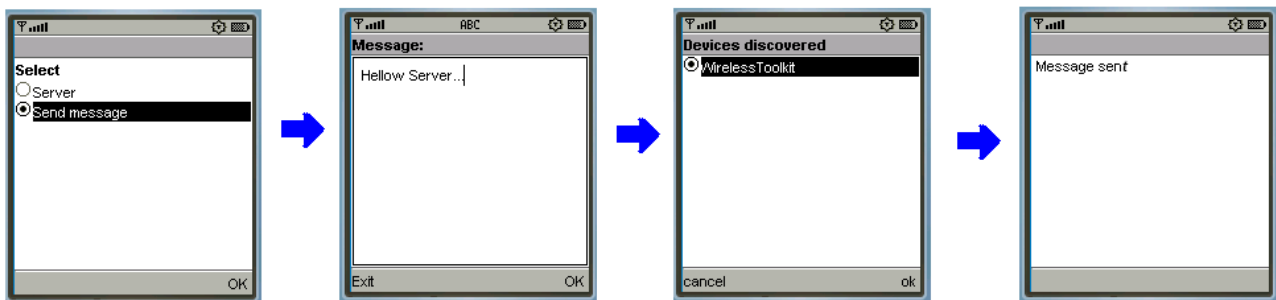 Select
Server
Send message
OK
ABC
Message:
Hellow Server...
Exit OK
Devices discovered
WirelessToolkit
cancel ok
Message sent